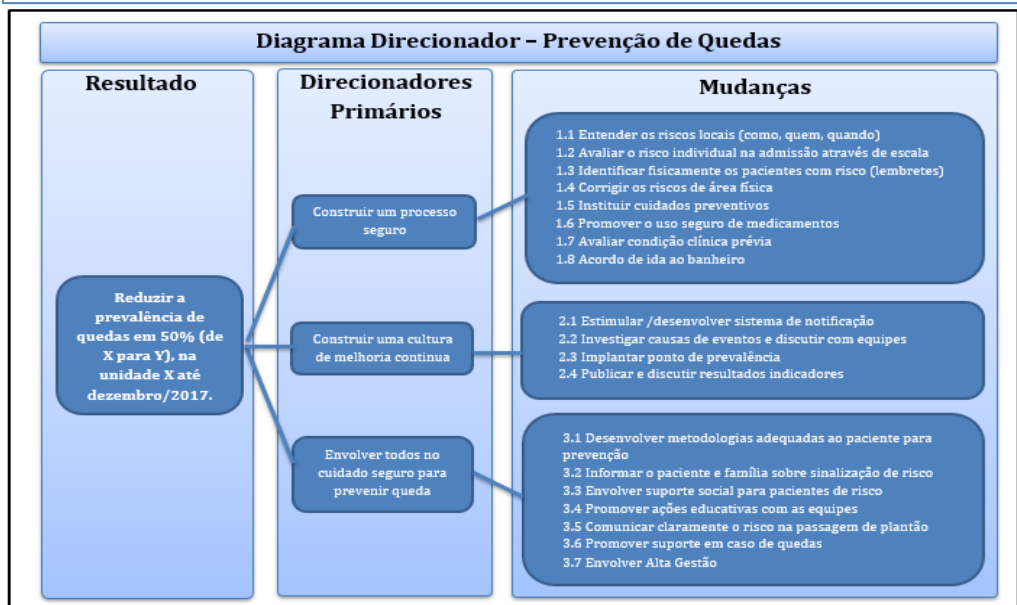 Diagrama Direcionador – Prevenção de Quedas
Resultado
Reduzir a
prevalência de
quedas em 50% (de
X para Y), na
unidade X até
dezembro/2017.
Direcionadores
Primários
Construir um processo
seguro
Construir uma cultura
de melhoria continua
Envolver todos no
cuidado seguro para
prevenir queda
Mudanças
1.1 Entender os riscos locais (como, quem, quando)
1.2 Avaliar o risco individual na admissão através de escala
1.3 Identificar fisicamente os pacientes com risco (lembretes)
1.4 Corrigir os riscos de área física
1.5 Instituir cuidados preventivos
1.6 Promover o uso seguro de medicamentos
1.7 Avaliar condição clínica prévia
1.8 Acordo de ida ao banheiro
2.1 Estimular /desenvolver sistema de notificação
2.2 Investigar causas de eventos e discutir com equipes
2.3 Implantar ponto de prevalência
2.4 Publicar e discutir resultados indicadores
3.1 Desenvolver metodologias adequadas ao paciente para
prevenção
3.2 Informar o paciente e família sobre sinalização de risco
3.3 Envolver suporte social para pacientes de risco
3.4 Promover ações educativas com as equipes
3.5 Comunicar claramente o risco na passagem de plantão
3.6 Promover suporte em caso de quedas
3.7 Envolver Alta Gestão